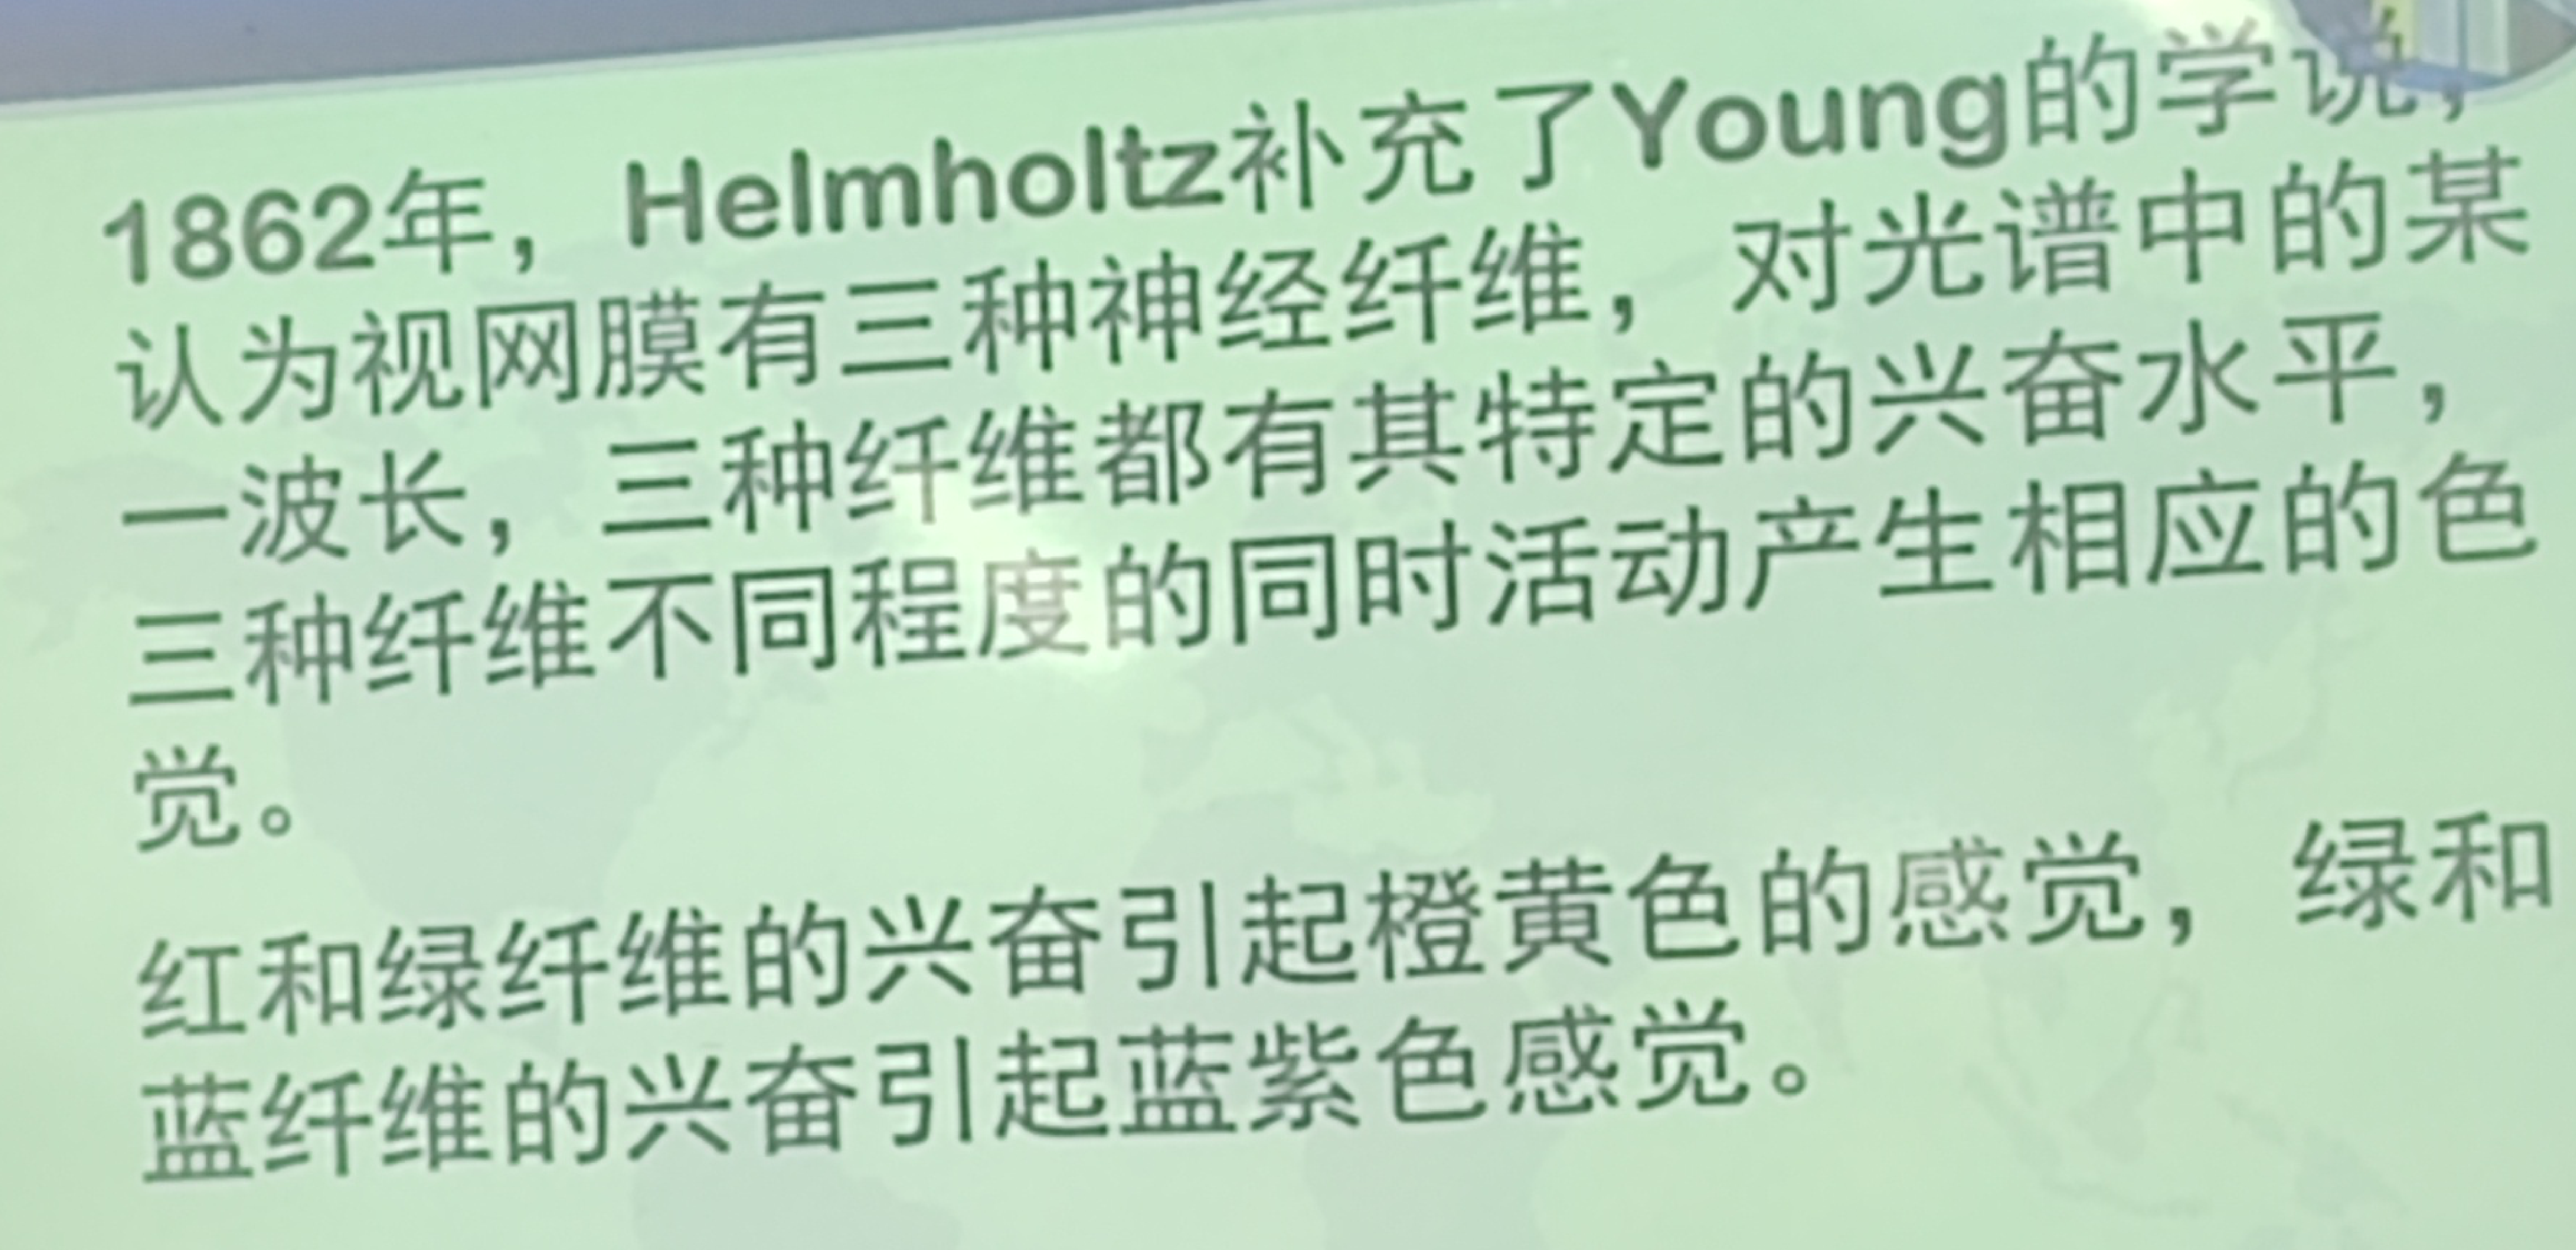 1862年，Helmholtz补充了Young的学说，
认为视网膜有三种神经纤维，对光谱中的某
一波长，三种纤维都有其特定的兴奋水平，
三种纤维不同程度的同时活动产生相应的色
觉。
红和绿纤维的兴奋引起橙黄色的感觉，绿和
蓝纤维的兴奋引起蓝紫色感觉。